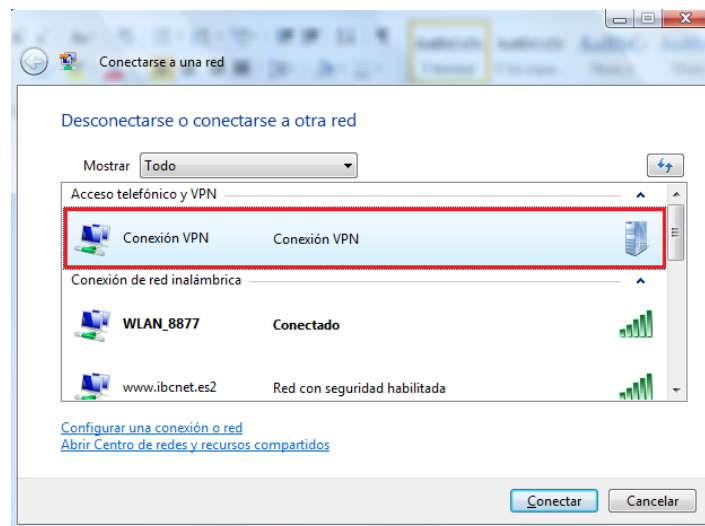 Conectarse a una red
Desconectarse o conectarse a otra red
Mostrar Todo
Acceso telefónico y VPN
Conexión VPN Conexión VPN
Conexión de red inalámbrica
WLAN_8877 Conectado
www.ibcnet.es2 Red con seguridad habilitada
Configurar una conexión o red
Abrir Centro de redes y recursos compartidos
Conectar Cancelar